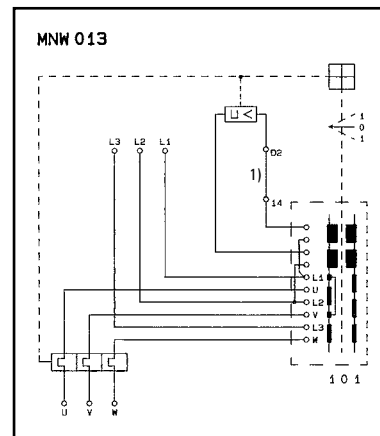 MNW 013
U <
1
0
1
L3 L2 L1
D2
1)
14
L1
U
L2
V
L3
W
1 0 1
U V W